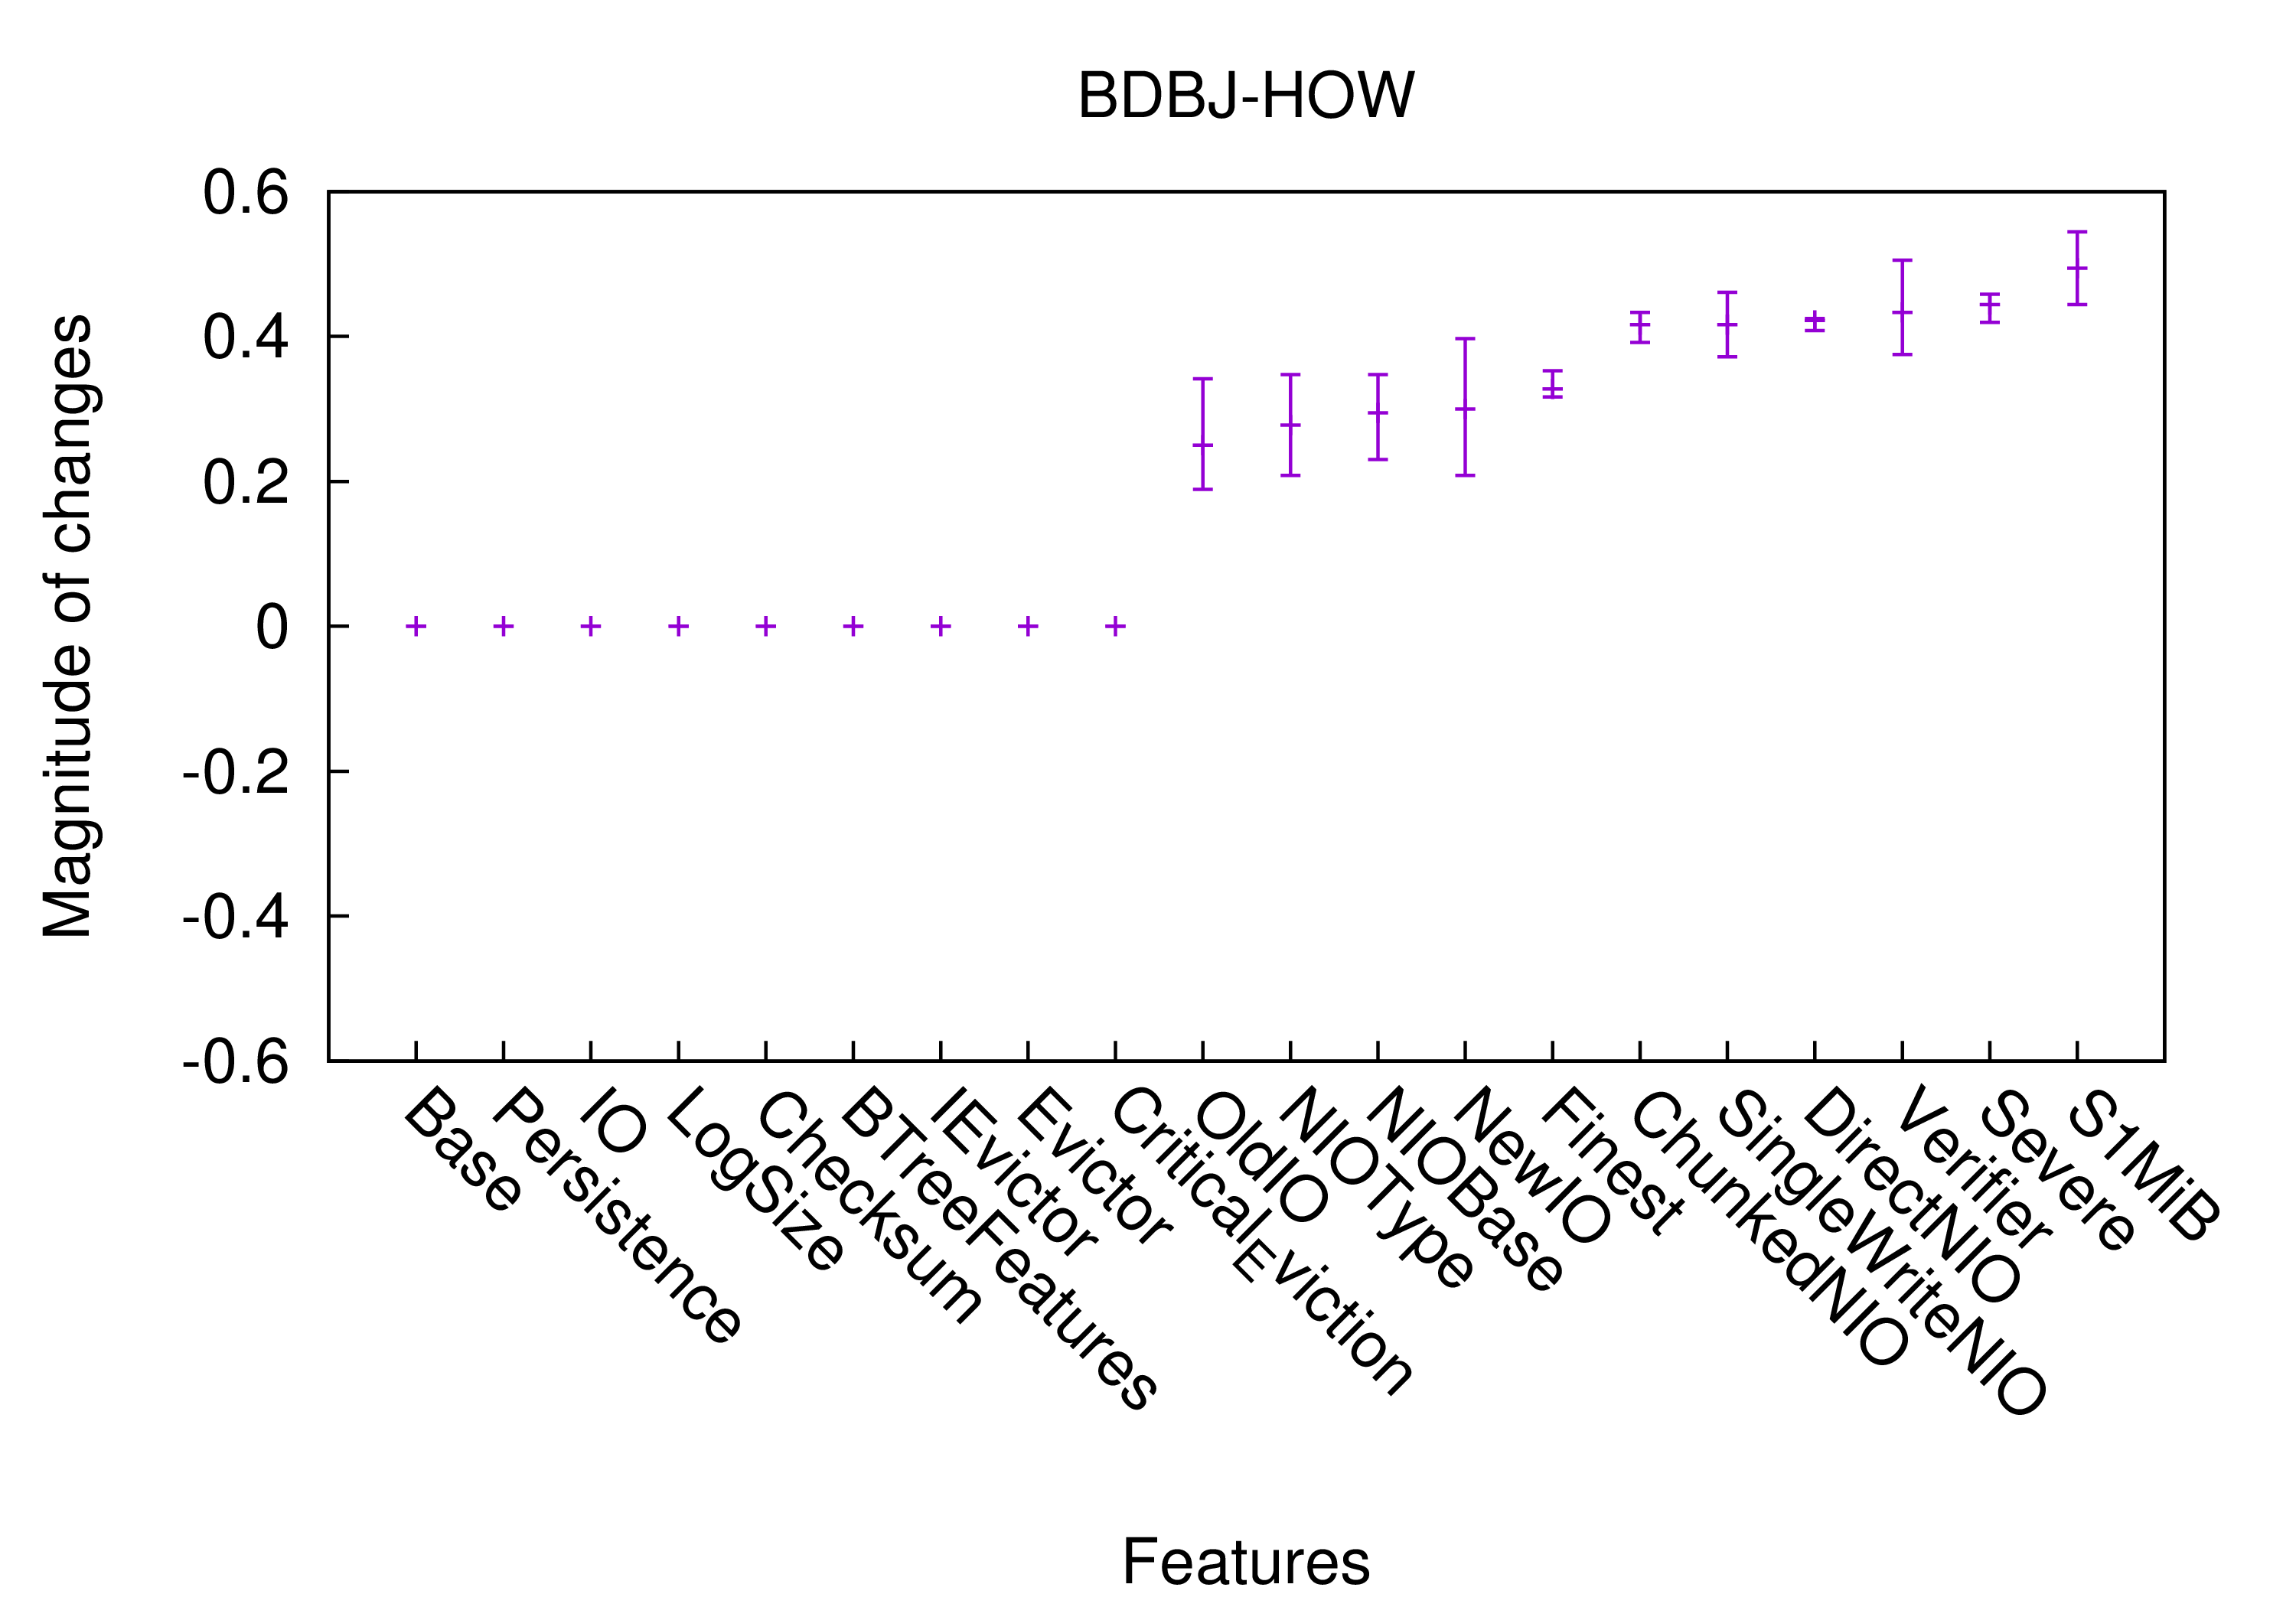 BDBJ-HOW
Magnitude of changes
0.6
0.4
0.2
0
-0.2
-0.4
-0.6
Base
Persistence
IO
LogSize
Checksum
BTreeFeatures
IEvictor
Evictor
CriticalEviction
OldIO
NIOType
NIOBase
NewIO
Finest
ChunkedNIO
SingleWriteNIO
DirectNIO
Verifier
Severe
S1MiB
Features